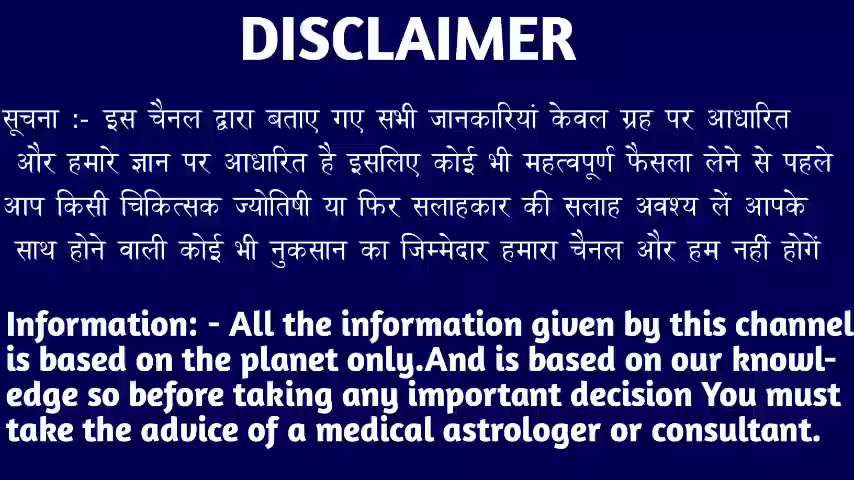 DISCLAIMER
सूचना :- इस चैनल द्वारा बताए गए सभी जानकारियां केवल ग्रह पर आधारित
और हमारे ज्ञान पर आधारित है इसलिए कोई भी महत्वपूर्ण फैसला लेने से पहले
आप किसी चिकित्सक ज्योतिषी या फिर सलाहकार की सलाह अवश्य लें आपके
साथ होने वाली कोई भी नुकसान का जिम्मेदार हमारा चैनल और हम नहीं होगें
Information: - All the information given by this channel
is based on the planet only.And is based on our knowl-
edge so before taking any important decision You must
take the advice of a medical astrologer or consultant.